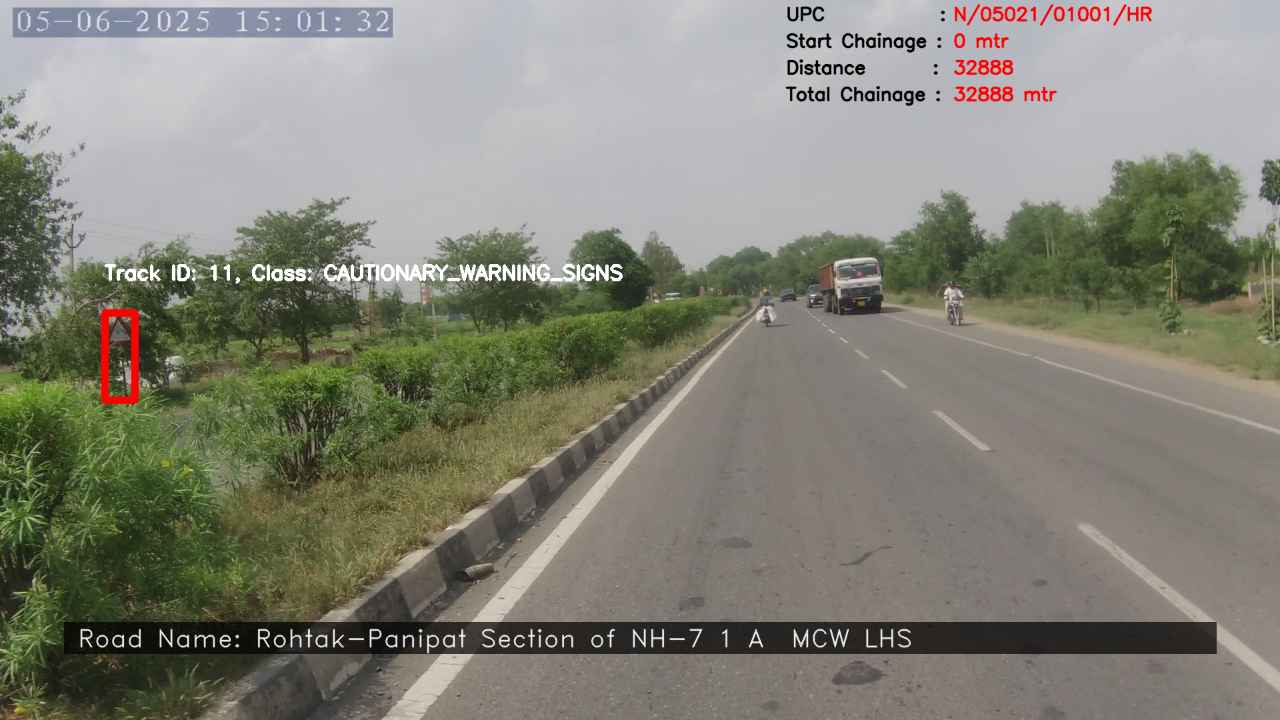 05-06-2025 15:01:32
UPC : N/05021/01001/HR
Start Chainage : 0 mtr
Distance : 32888
Total Chainage : 32888 mtr
Track ID: 11, Class: CAUTIONARY_WARNING_SIGNS
Road Name: Rohtak-Panipat Section of NH-7 1 A MCW LHS